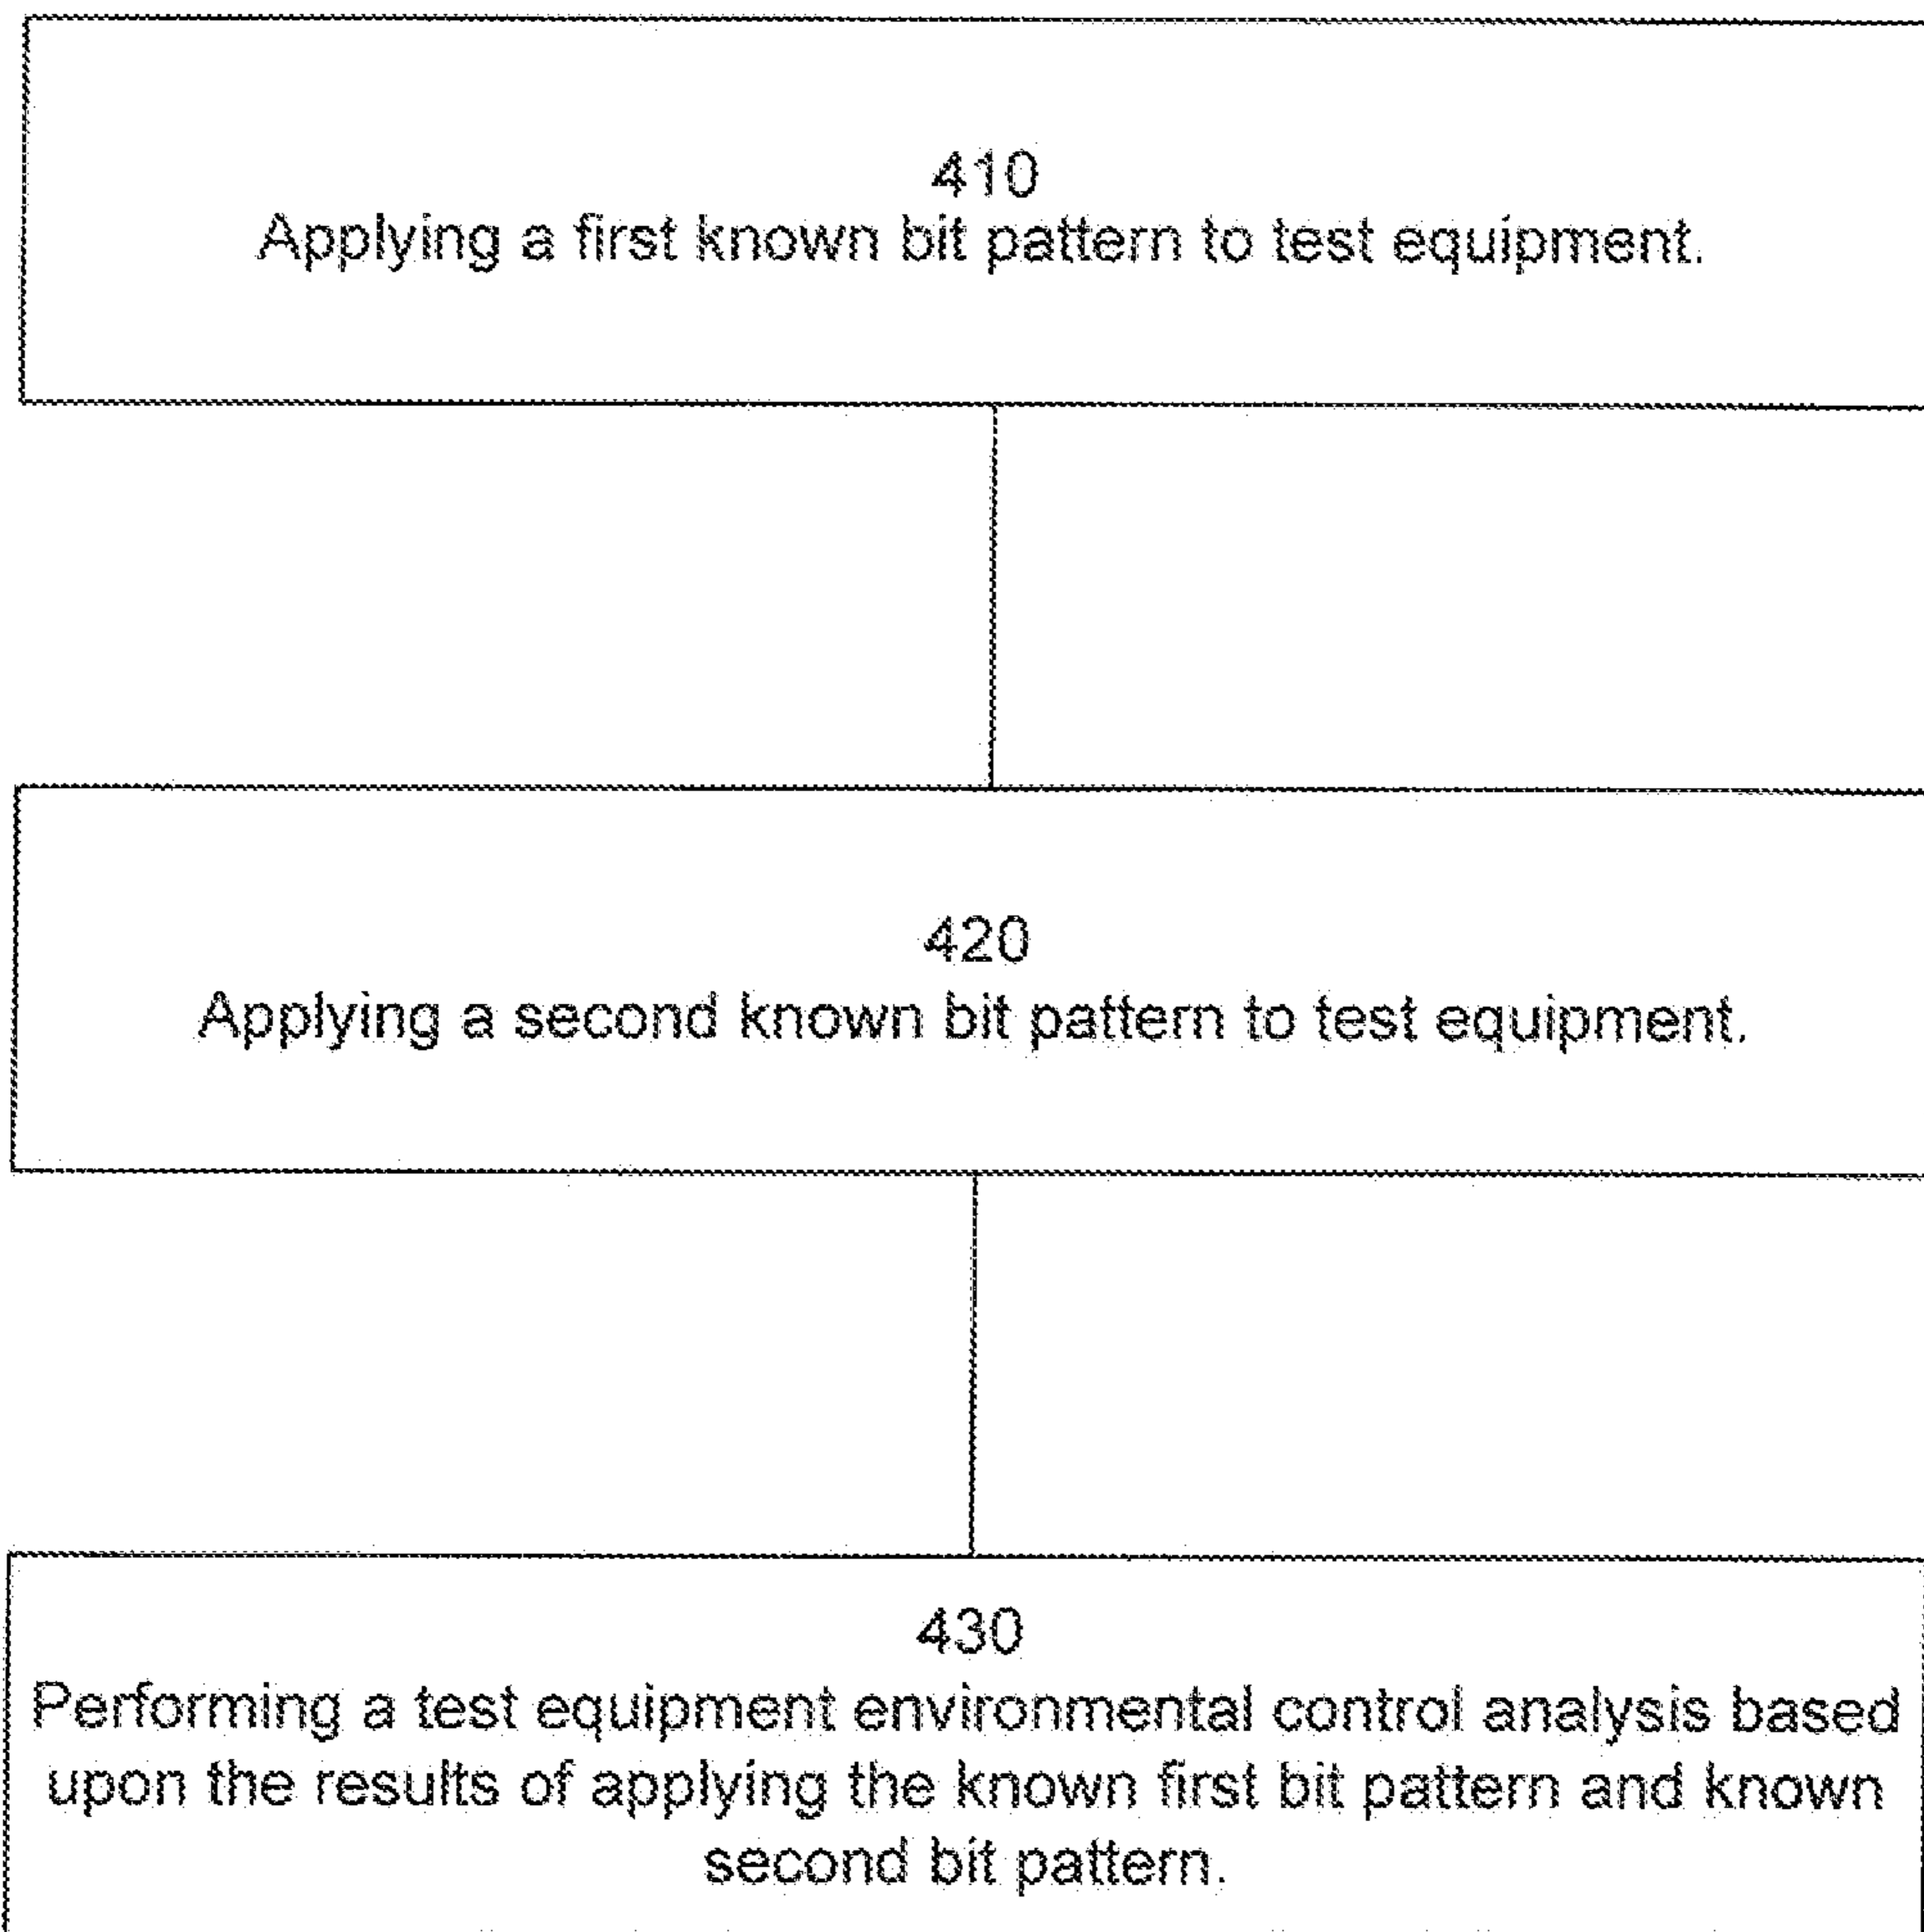 410
Applying a first known bit pattern to test equipment.
420
Applying a second known bit pattern to test equipment.
430
Performing a test equipment environmental control analysis based
upon the results of applying the known first bit pattern and known
second bit pattern.